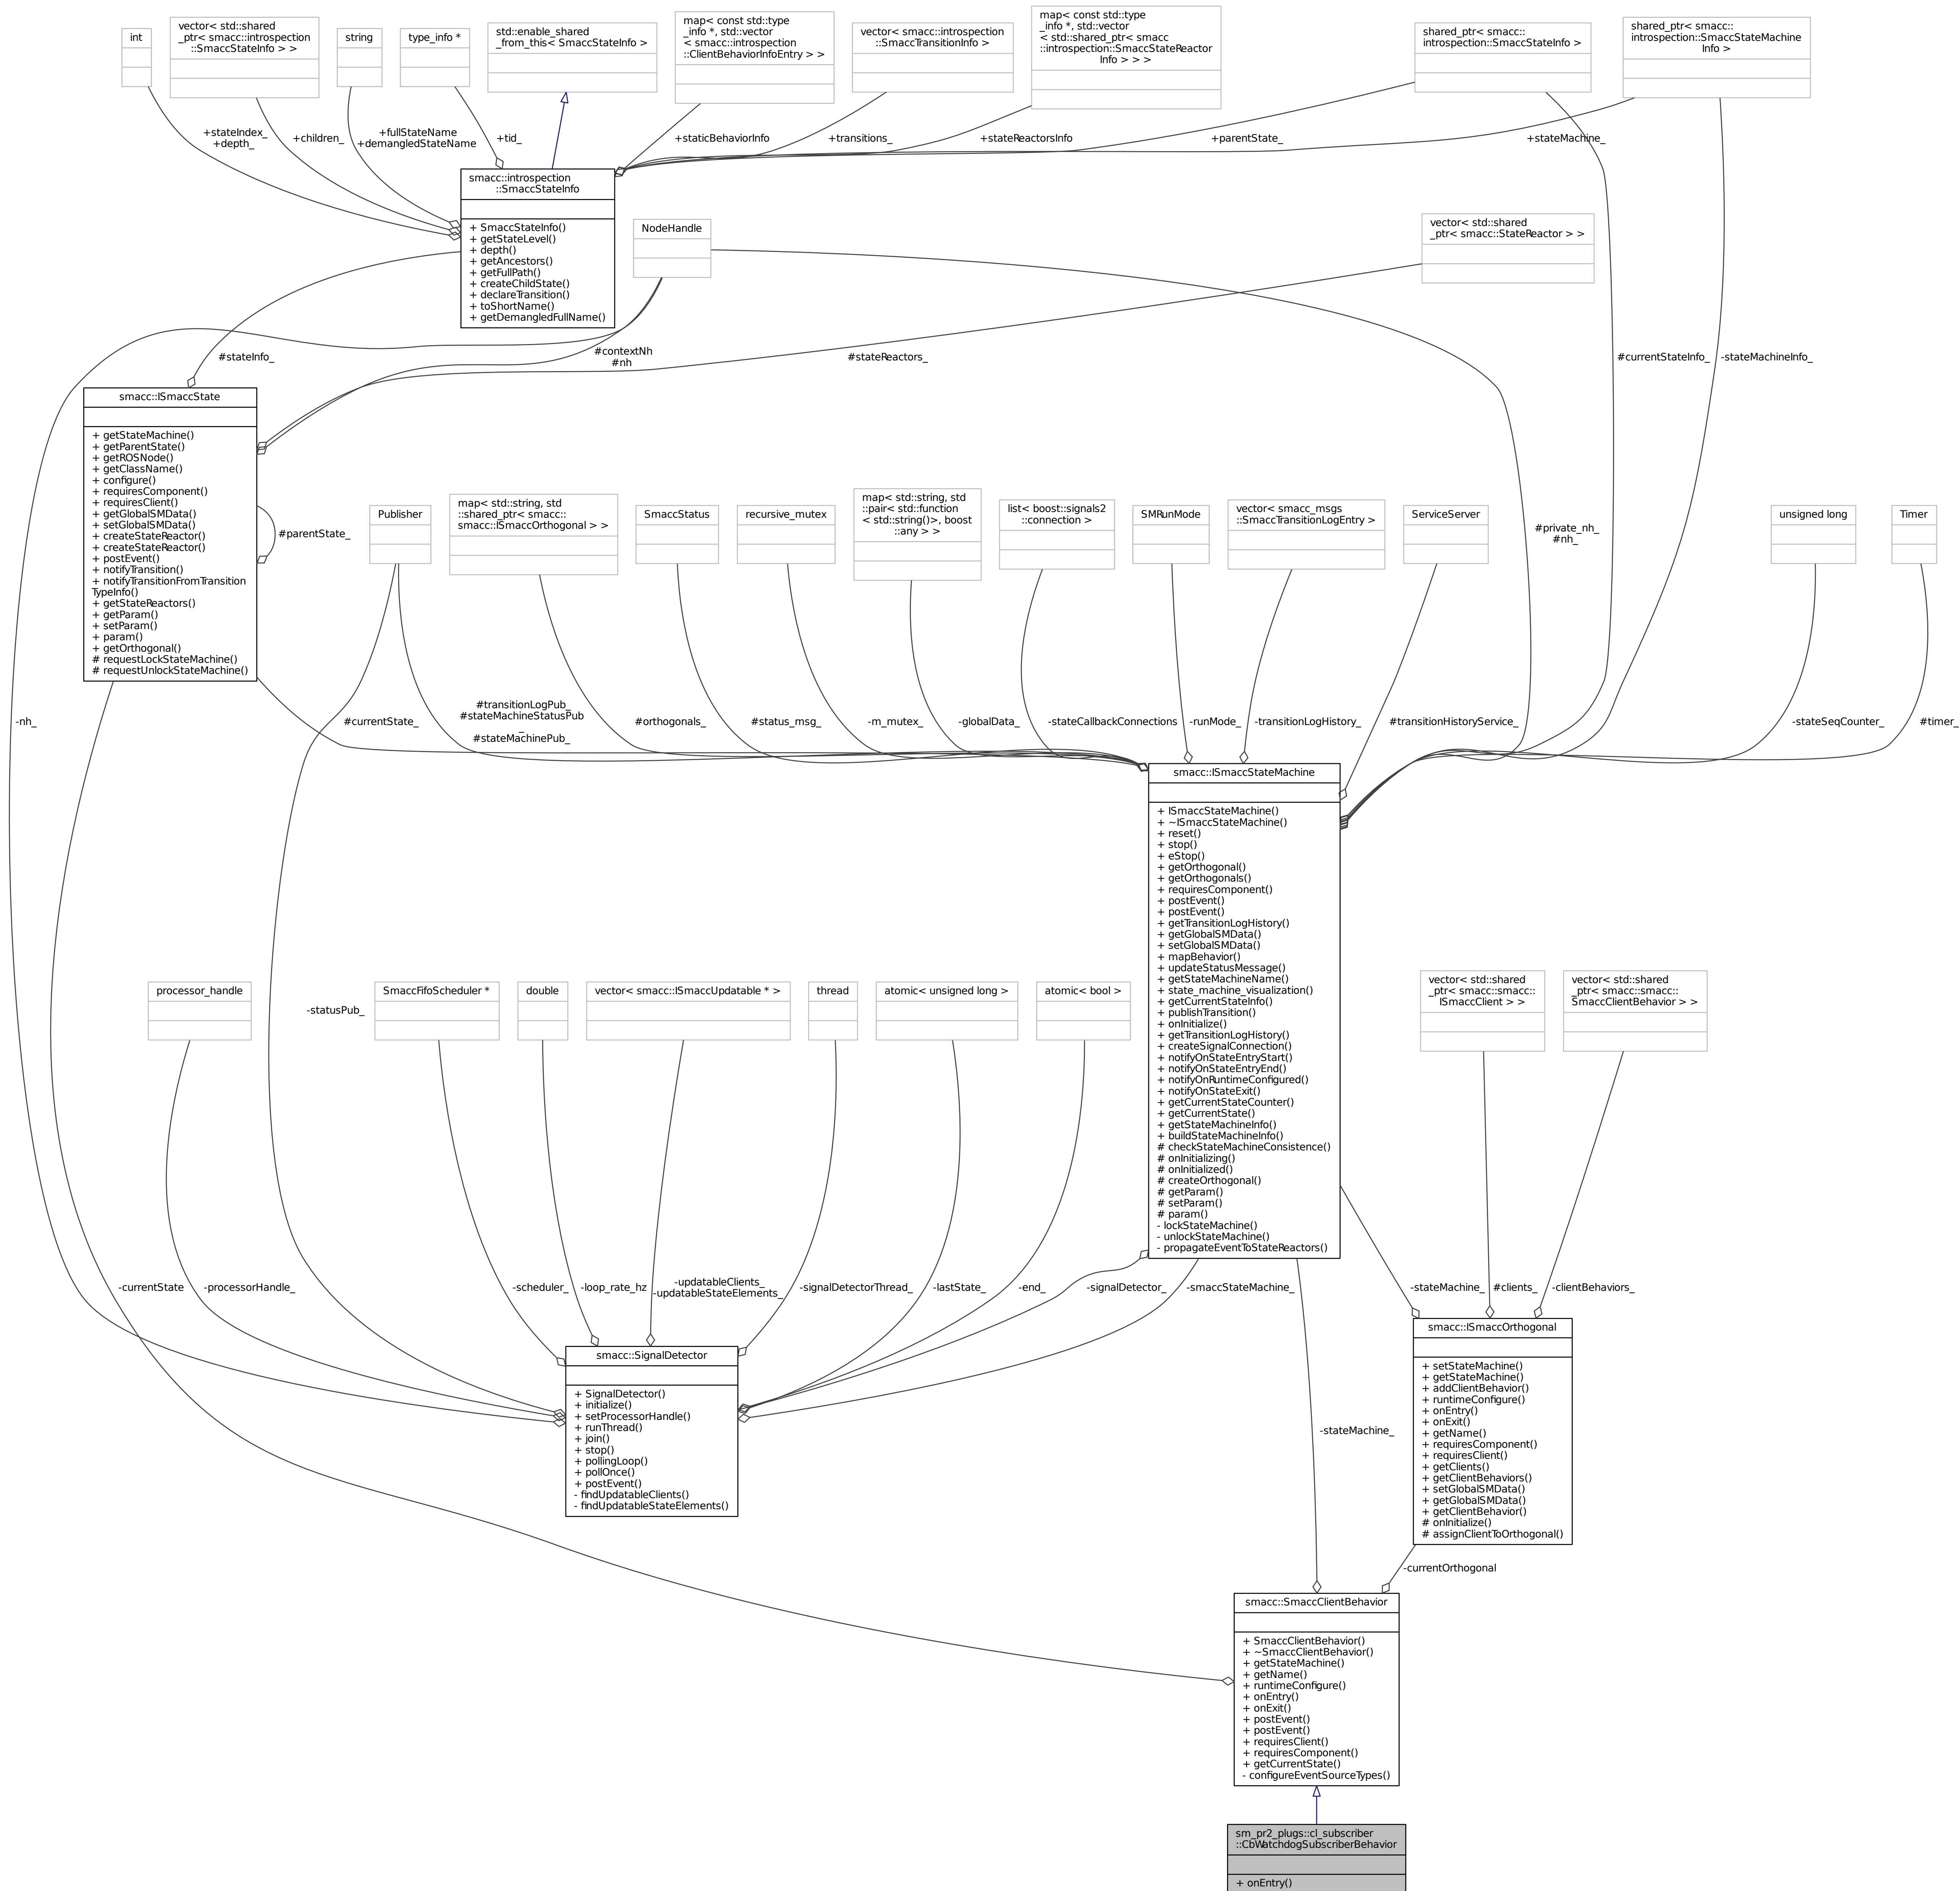 int
vector< std::shared
_ptr< smacc::introspection
::SmaccStateInfo > >
string
type_info *
std::enable_shared
_from_this< SmaccStateInfo >
map< const std::type
_info *, std::vector
< smacc::introspection
::ClientBehaviorInfoEntry > >
vector< smacc::introspection
::SmaccTransitionInfo >
map< const std::type
_info *, std::vector
< std::shared_ptr< smacc
::introspection::SmaccStateReactor
Info > > >
shared_ptr< smacc::
introspection::SmaccStateInfo >
shared_ptr< smacc::
introspection::SmaccStateMachine
Info >
+stateIndex_
+depth_
+children_
+fullStateName
+demangledStateName
+tid_
+staticBehaviorInfo
+transitions_
+stateReactorsInfo
+parentState_
+stateMachine_
smacc::introspection
::SmaccStateInfo
+ SmaccStateInfo()
+ getStateLevel()
+ depth()
+ getAncestors()
+ getFullPath()
+ createChildState()
+ declareTransition()
+ toShortName()
+ getDemangledFullName()
NodeHandle
vector< std::shared
_ptr< smacc::StateReactor > >
#stateInfo_
#contextNh
#nh
#stateReactors_
#currentStateInfo_
-stateMachineInfo_
smacc::ISmaccState
+ getStateMachine()
+ getParentState()
+ getROSNode()
+ getClassName()
+ configure()
+ requiresComponent()
+ requiresClient()
+ getGlobalSMData()
+ setGlobalSMData()
+ createStateReactor()
+ createStateReactor()
+ postEvent()
+ notifyTransition()
+ notifyTransitionFromTransition
TypeInfo()
+ getStateReactors()
+ getParam()
+ setParam()
+ param()
+ getOrthogonal()
# requestLockStateMachine()
# requestUnlockStateMachine()
#parentState_
Publisher
map< std::string, std
::shared_ptr< smacc::
smacc::ISmaccOrthogonal > >
SmaccStatus
recursive_mutex
map< std::string, std
::pair< std::function
< std::string()>, boost
::any > >
list< boost::signals2
::connection >
SMRunMode
vector< smacc_msgs
::SmaccTransitionLogEntry >
ServiceServer
#private_nh_
#nh_
unsigned long
Timer
-nh_
#currentState_
#transitionLogPub_
#stateMachineStatusPub
_
#stateMachinePub_
#orthogonals_
#status_msg_
-m_mutex_
-globalData_
-stateCallbackConnections
-runMode_
-transitionLogHistory_
#transitionHistoryService_
-stateSeqCounter_
#timer_
smacc::ISmaccStateMachine
+ ISmaccStateMachine()
+ ~ISmaccStateMachine()
+ reset()
+ stop()
+ eStop()
+ getOrthogonal()
+ getOrthogonals()
+ requiresComponent()
+ postEvent()
+ postEvent()
+ getTransitionLogHistory()
+ getGlobalSMData()
+ setGlobalSMData()
+ mapBehavior()
+ updateStatusMessage()
+ getStateMachineName()
+ state_machine_visualization()
+ getCurrentStateInfo()
+ publishTransition()
+ onInitialize()
+ getTransitionLogHistory()
+ createSignalConnection()
+ notifyOnStateEntryStart()
+ notifyOnStateEntryEnd()
+ notifyOnRuntimeConfigured()
+ notifyOnStateExit()
+ getCurrentStateCounter()
+ getCurrentState()
+ getStateMachineInfo()
+ buildStateMachineInfo()
# checkStateMachineConsistence()
# onInitializing()
# onInitialized()
# createOrthogonal()
# getParam()
# setParam()
# param()
- lockStateMachine()
- unlockStateMachine()
- propagateEventToStateReactors()
processor_handle
-statusPub_
SmaccFifoScheduler *
double
vector< smacc::ISmaccUpdatable * >
thread
atomic< unsigned long >
atomic< bool >
vector< std::shared
_ptr< smacc::smacc::
ISmaccClient > >
vector< std::shared
_ptr< smacc::smacc::
SmaccClientBehavior > >
-currentState
-processorHandle_
-scheduler_
-loop_rate_hz
-updatableClients_
-updatableStateElements_
-signalDetectorThread_
-lastState_
-end_
-signalDetector_
-smaccStateMachine_
-stateMachine_
#clients_
-clientBehaviors_
smacc::SignalDetector
+ SignalDetector()
+ initialize()
+ setProcessorHandle()
+ runThread()
+ join()
+ stop()
+ pollingLoop()
+ pollOnce()
+ postEvent()
- findUpdatableClients()
- findUpdatableStateElements()
-stateMachine_
smacc::ISmaccOrthogonal
+ setStateMachine()
+ getStateMachine()
+ addClientBehavior()
+ runtimeConfigure()
+ onEntry()
+ onExit()
+ getName()
+ requiresComponent()
+ requiresClient()
+ getClients()
+ getClientBehaviors()
+ setGlobalSMData()
+ getGlobalSMData()
+ getClientBehavior()
# onInitialize()
# assignClientToOrthogonal()
-currentOrthogonal
smacc::SmaccClientBehavior
+ SmaccClientBehavior()
+ ~SmaccClientBehavior()
+ getStateMachine()
+ getName()
+ runtimeConfigure()
+ onEntry()
+ onExit()
+ postEvent()
+ postEvent()
+ requiresClient()
+ requiresComponent()
+ getCurrentState()
- configureEventSourceTypes()
sm_pr2_plugs::cl_subscriber
::CbWatchdogSubscriberBehavior
+ onEntry()